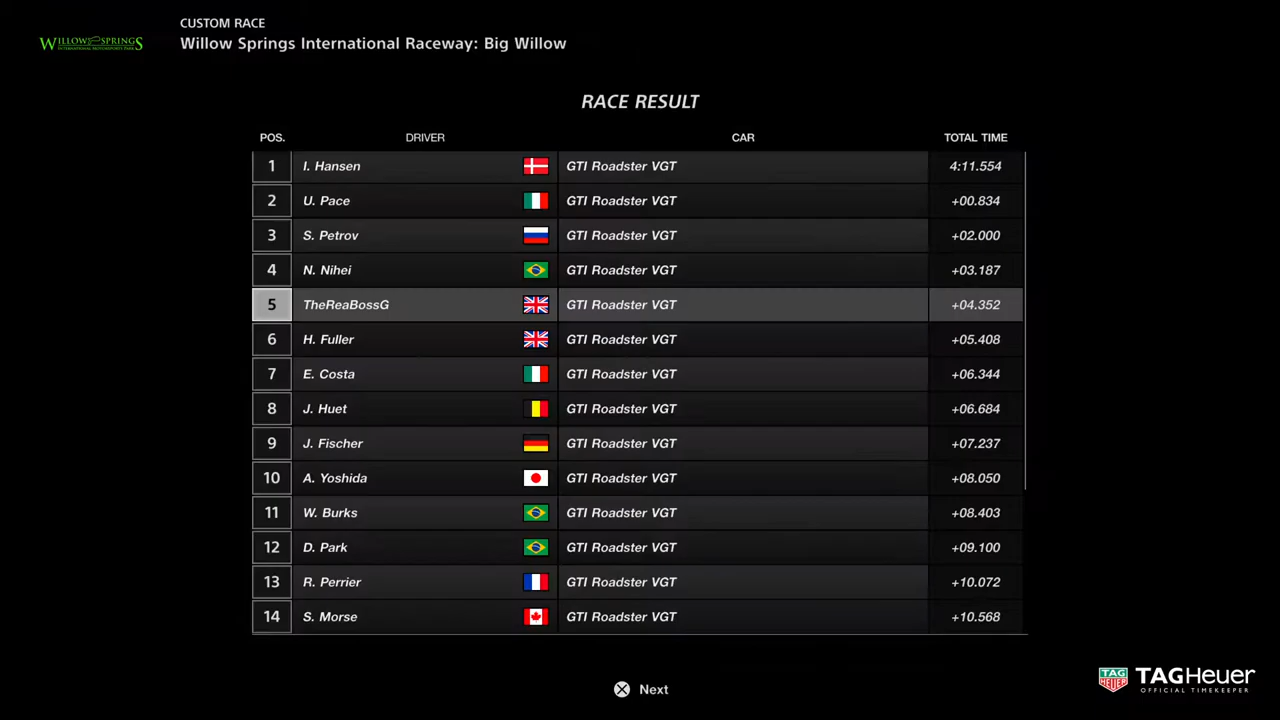 CUSTOM RACE
WILLOW SPRINGS
INTERNATIONAL MOTORSPORTS PARK
Willow Springs International Raceway: Big Willow
RACE RESULT
POS. DRIVER CAR TOTAL TIME
1 I. Hansen GTI Roadster VGT 4:11.554
2 U. Pace GTI Roadster VGT +00.834
3 S. Petrov GTI Roadster VGT +02.000
4 N. Nihei GTI Roadster VGT +03.187
5 TheReaBossG GTI Roadster VGT +04.352
6 H. Fuller GTI Roadster VGT +05.408
7 E. Costa GTI Roadster VGT +06.344
8 J. Huet GTI Roadster VGT +06.684
9 J. Fischer GTI Roadster VGT +07.237
10 A. Yoshida GTI Roadster VGT +08.050
11 W. Burks GTI Roadster VGT +08.403
12 D. Park GTI Roadster VGT +09.100
13 R. Perrier GTI Roadster VGT +10.072
14 S. Morse GTI Roadster VGT +10.568
Next
TAG HEUER
TAGHeuer
OFFICIAL TIMEKEEPER